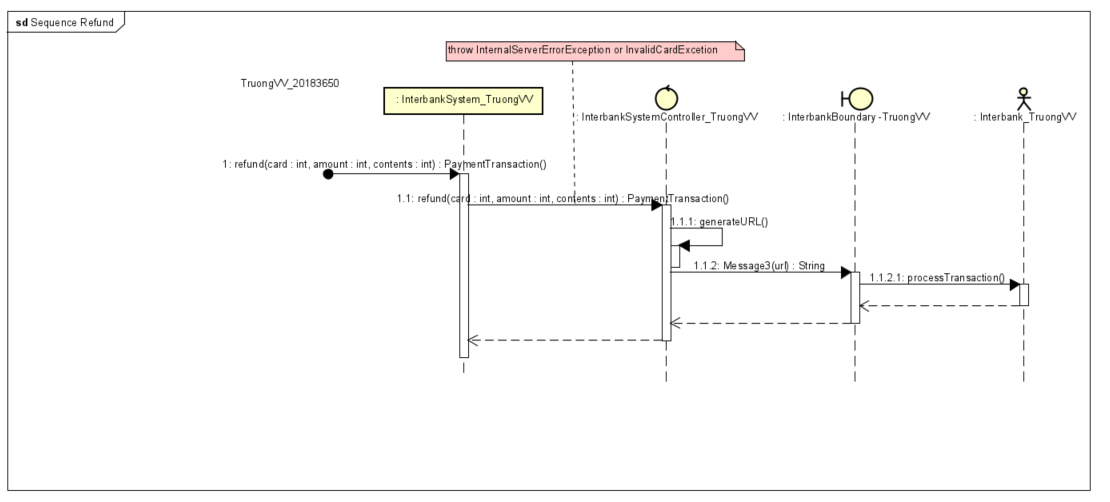 sd Sequence Refund
throw InternalServerErrorException or InvalidCardExcetion
TruongVV_20183650
: InterbankSystem_TruongVV
: InterbankSystemController_TruongVV
: InterbankBoundary -TruongVV
: Interbank_TruongVV
1: refund(card : int, amount : int, contents : int) : PaymentTransaction()
1.1: refund(card : int, amount : int, contents : int) : PaymentTransaction()
1.1.1: generateURL()
1.1.2: Message3(url) : String
1.1.2.1: processTransaction()